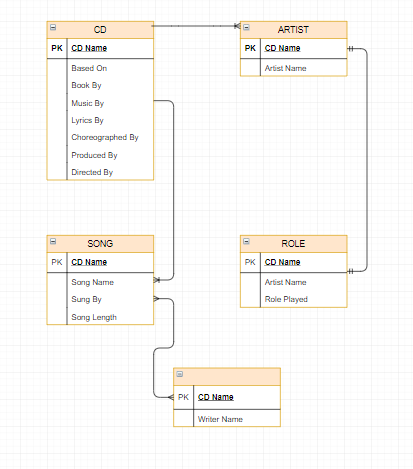 CD
PK CD Name
Based On
Book By
Music By
Lyrics By
Choreographed By
Produced By
Directed By
ARTIST
PK CD Name
Artist Name
SONG
PK CD Name
Song Name
Sung By
Song Length
ROLE
PK CD Name
Artist Name
Role Played
PK CD Name
Writer Name